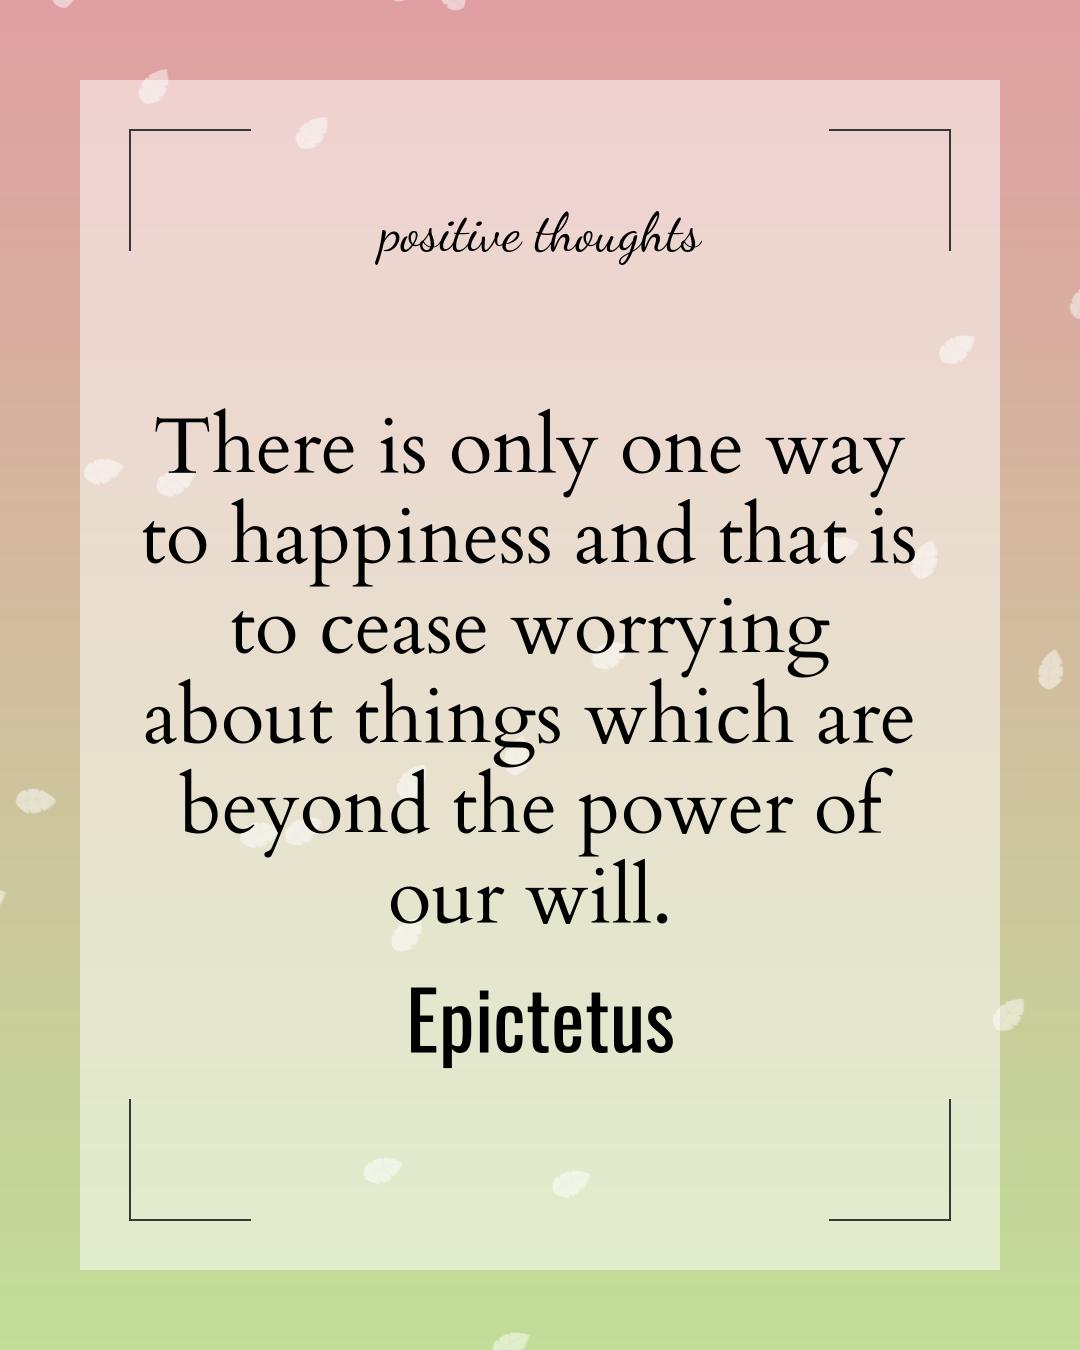 positive thoughts
There is only one way
to happiness and that is
to cease worrying
about things which are
beyond the power of
our will.
Epictetus